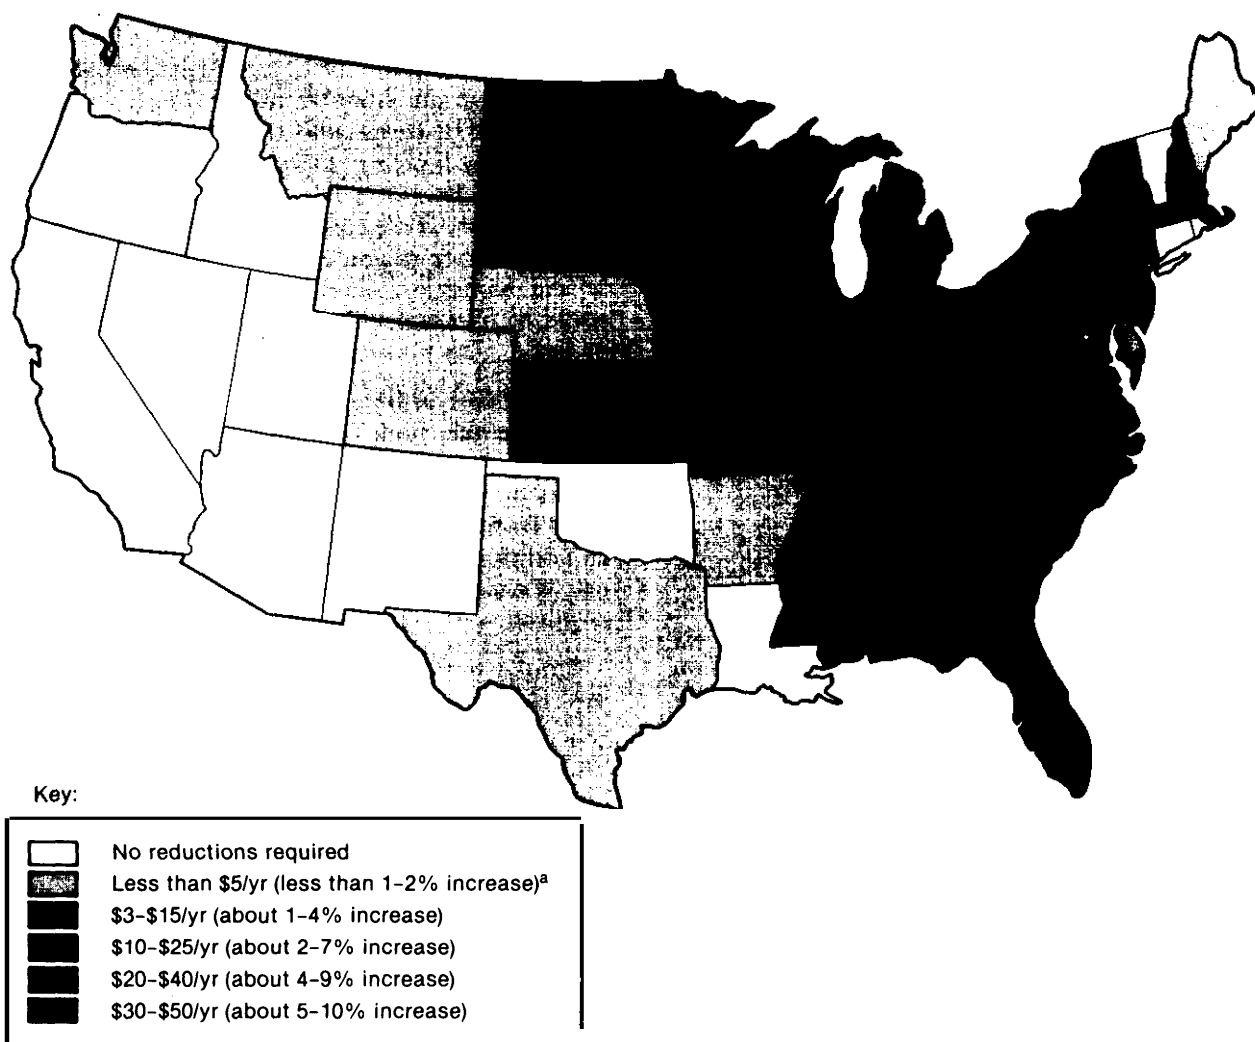 Key:
No reductions required
Less than $5/yr (less than 1-2% increase)a
$3-$15/yr (about 1-4% increase)
$10-$25/yr (about 2-7% increase)
$20-$40/yr (about 4-9% increase)
$30-$50/yr (about 5-10% increase)